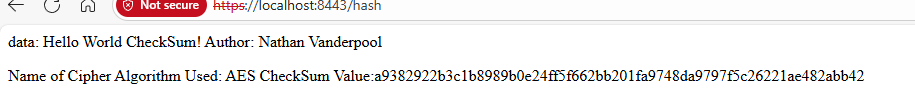 Not secure https://localhost:8443/hash
data: Hello World CheckSum! Author: Nathan Vanderpool
Name of Cipher Algorithm Used: AES CheckSum Value:a9382922b3c1b8989b0e24ff5f662bb201fa9748da9797f5c26221ae482abb42